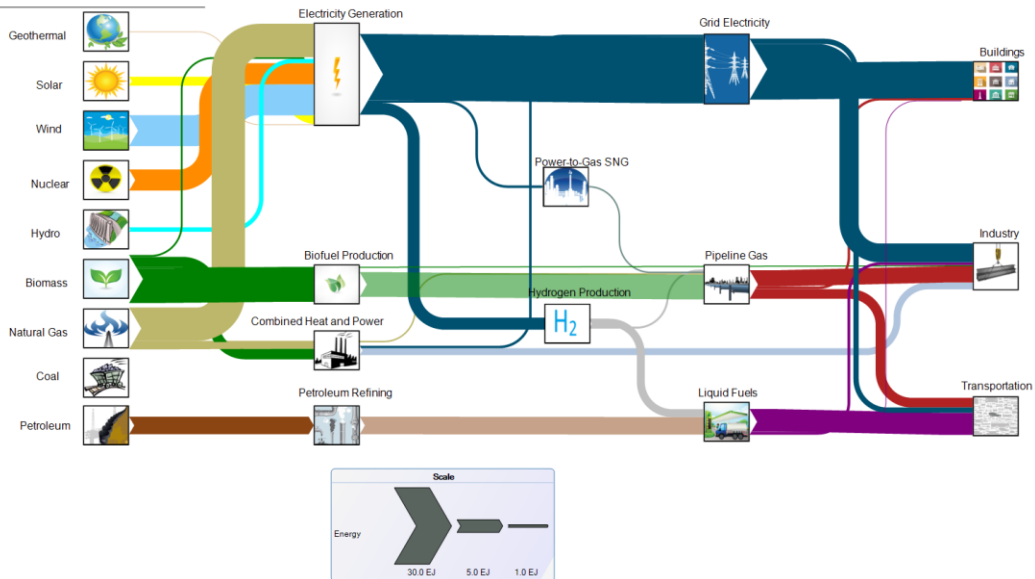 Electricity Generation
Grid Electricity
Geothermal
Buildings
Solar
Wind
Power-to-Gas SNG
Nuclear
Hydro
Industry
Biofuel Production
Pipeline Gas
Biomass
Hydrogen Production
H2
Natural Gas
Combined Heat and Power
Coal
Petroleum Refining
Liquid Fuels
Transportation
Petroleum
Scale
Energy
30.0 EJ
5.0 EJ
1.0 EJ